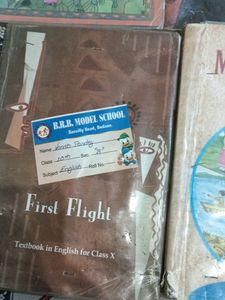 B.R.B. MODEL SCHOOL
Bareilly Road, Budaun
Name
Class 10th Sec. "A"
Subject English Roll No.
First Flight
Textbook in English for Class X
M